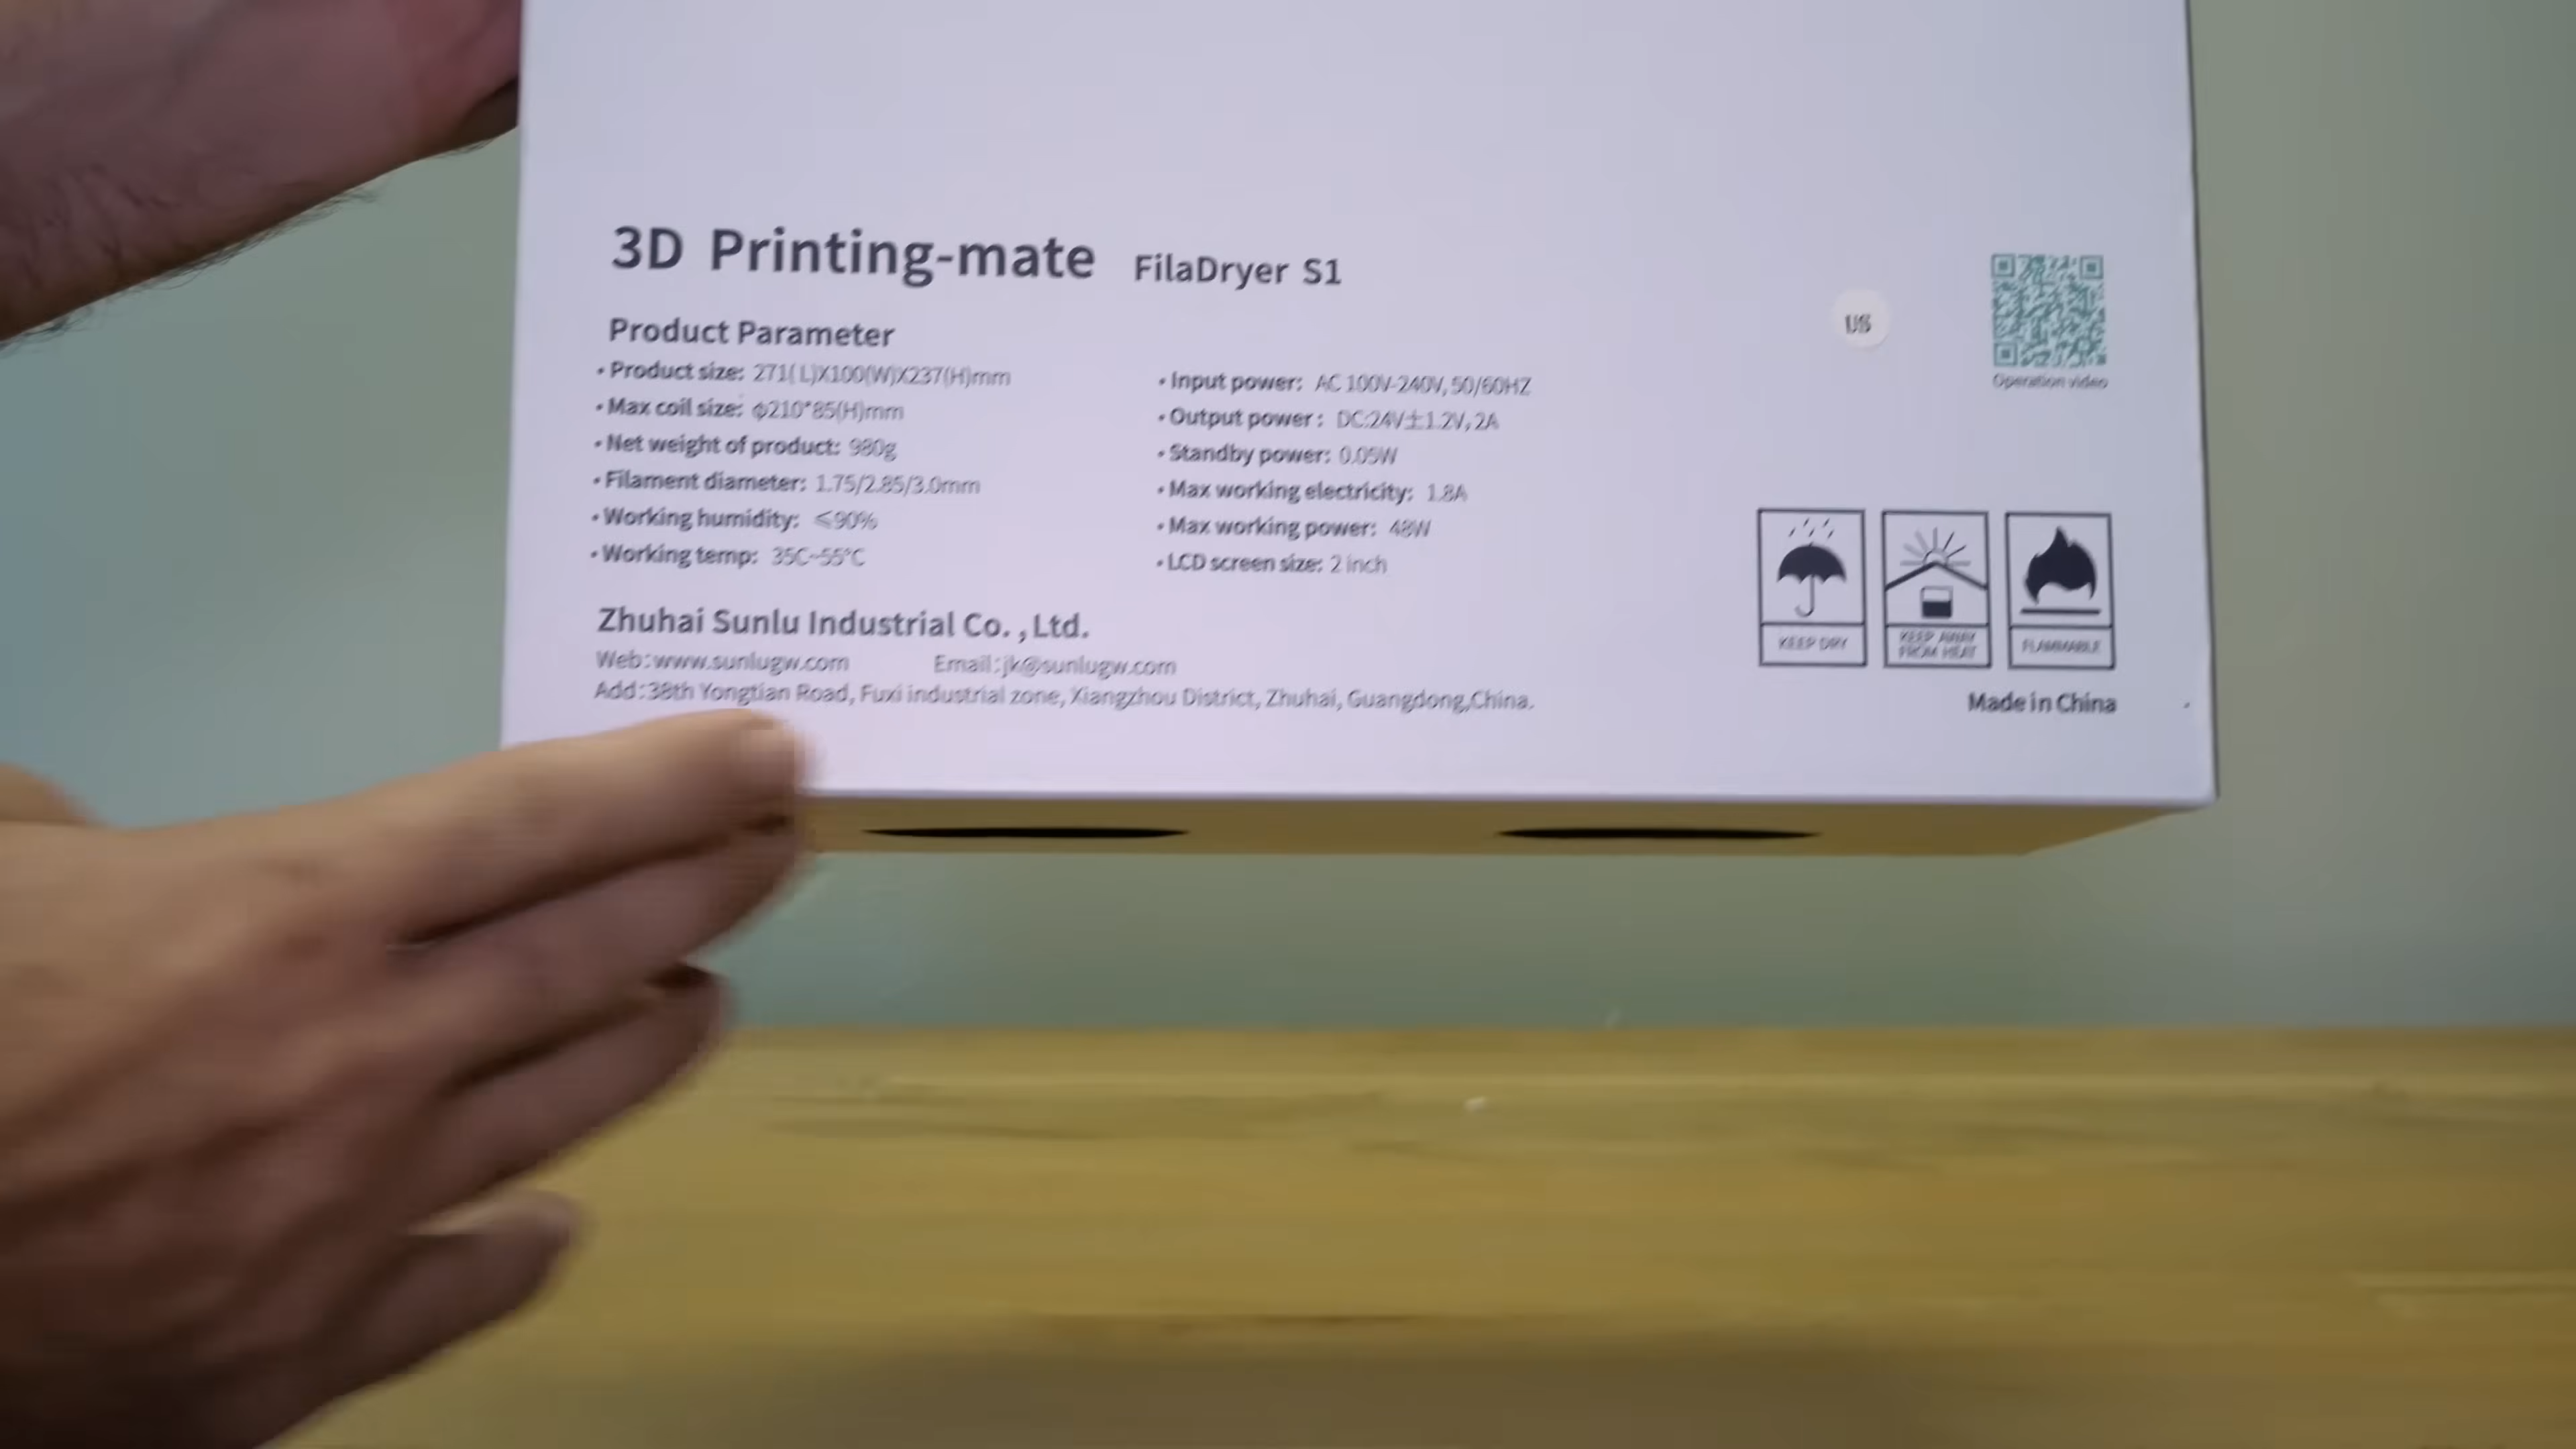 3D Printing-mate FilaDryer S1
Product Parameter
• Product size: 271(L)X100(W)X237(H)mm
• Max coil size: ϕ210*85(H)mm
• Net weight of product: 980g
• Filament diameter: 1.75/2.85/3.0mm
• Working humidity: ≤90%
• Working temp: 35C~55°C
• Input power: AC 100V-240V, 50/60HZ
• Output power: DC:24V±1.2V, 2A
• Standby power: 0.05W
• Max working electricity: 1.8A
• Max working power: 48W
• LCD screen size: 2 inch
Zhuhai Sunlu Industrial Co.,Ltd.
Web:www.sunlugw.com Email:jk@sunlugw.com
Add:38th Yongtian Road, Fuxi industrial zone, Xiangzhou District, Zhuhai, Guangdong,China.
US
Operation video
KEEP DRY
KEEP AWAY
FROM HEAT
FLAMMABLE
Made in China